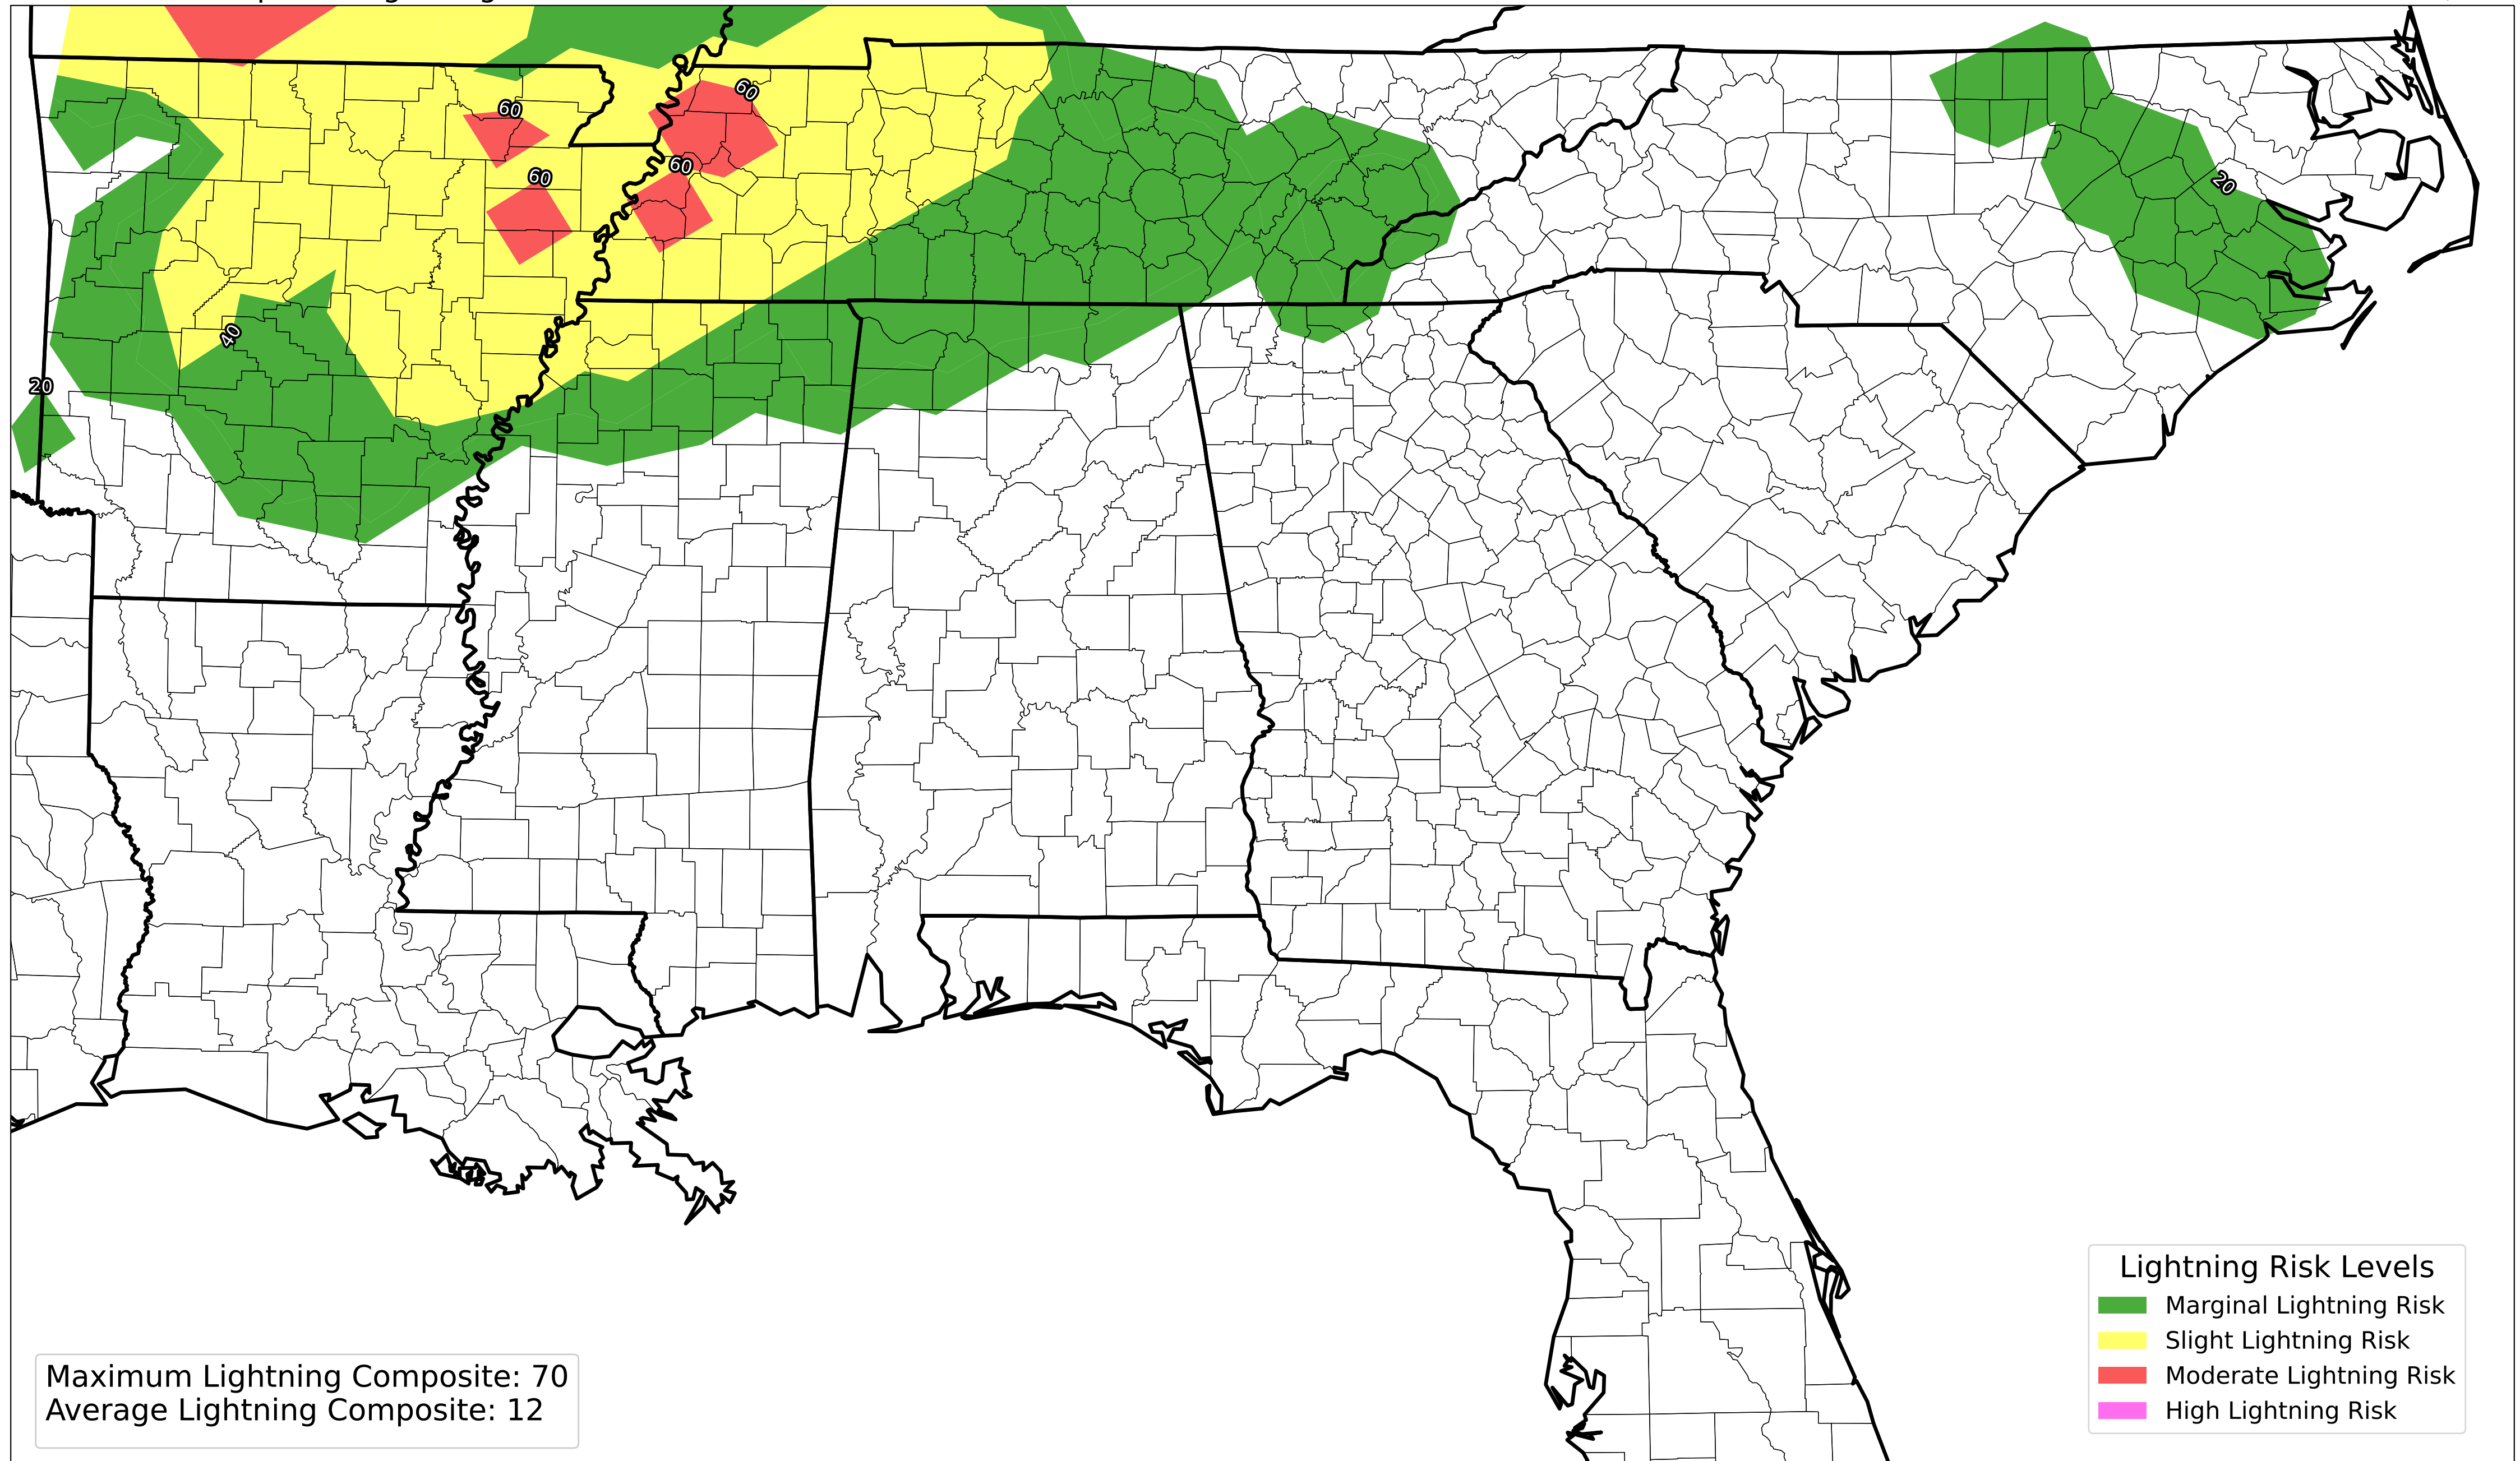 60
60
60
60
20
40
20
Lightning Risk Levels
Marginal Lightning Risk
Slight Lightning Risk
Moderate Lightning Risk
High Lightning Risk
Maximum Lightning Composite: 70
Average Lightning Composite: 12